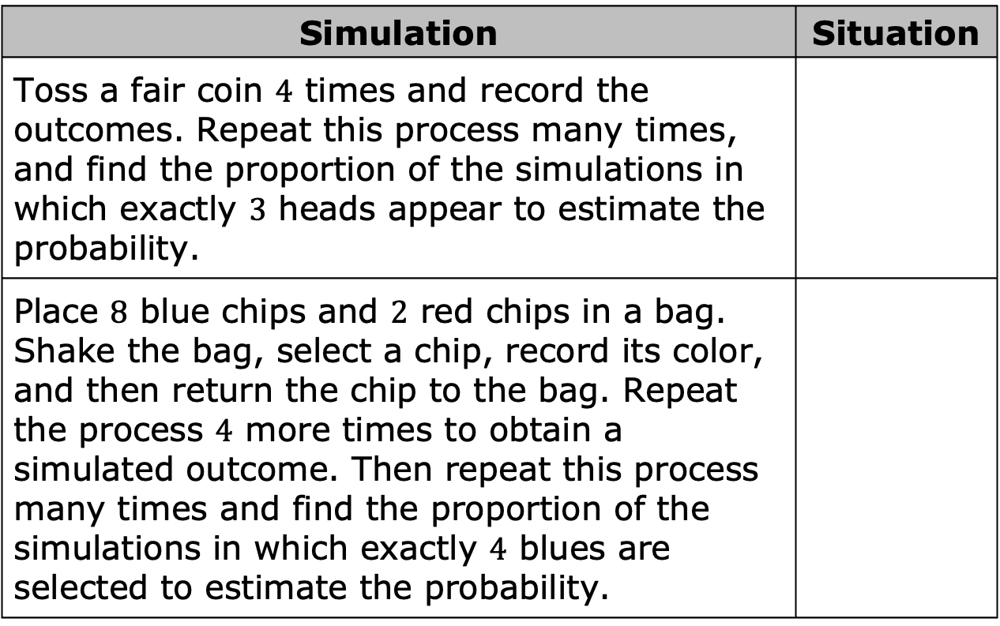 Simulation Situation
Toss a fair coin 4 times and record the
outcomes. Repeat this process many times,
and find the proportion of the simulations in
which exactly 3 heads appear to estimate the
probability.
Place 8 blue chips and 2 red chips in a bag.
Shake the bag, select a chip, record its color,
and then return the chip to the bag. Repeat
the process 4 more times to obtain a
simulated outcome. Then repeat this process
many times and find the proportion of the
simulations in which exactly 4 blues are
selected to estimate the probability.